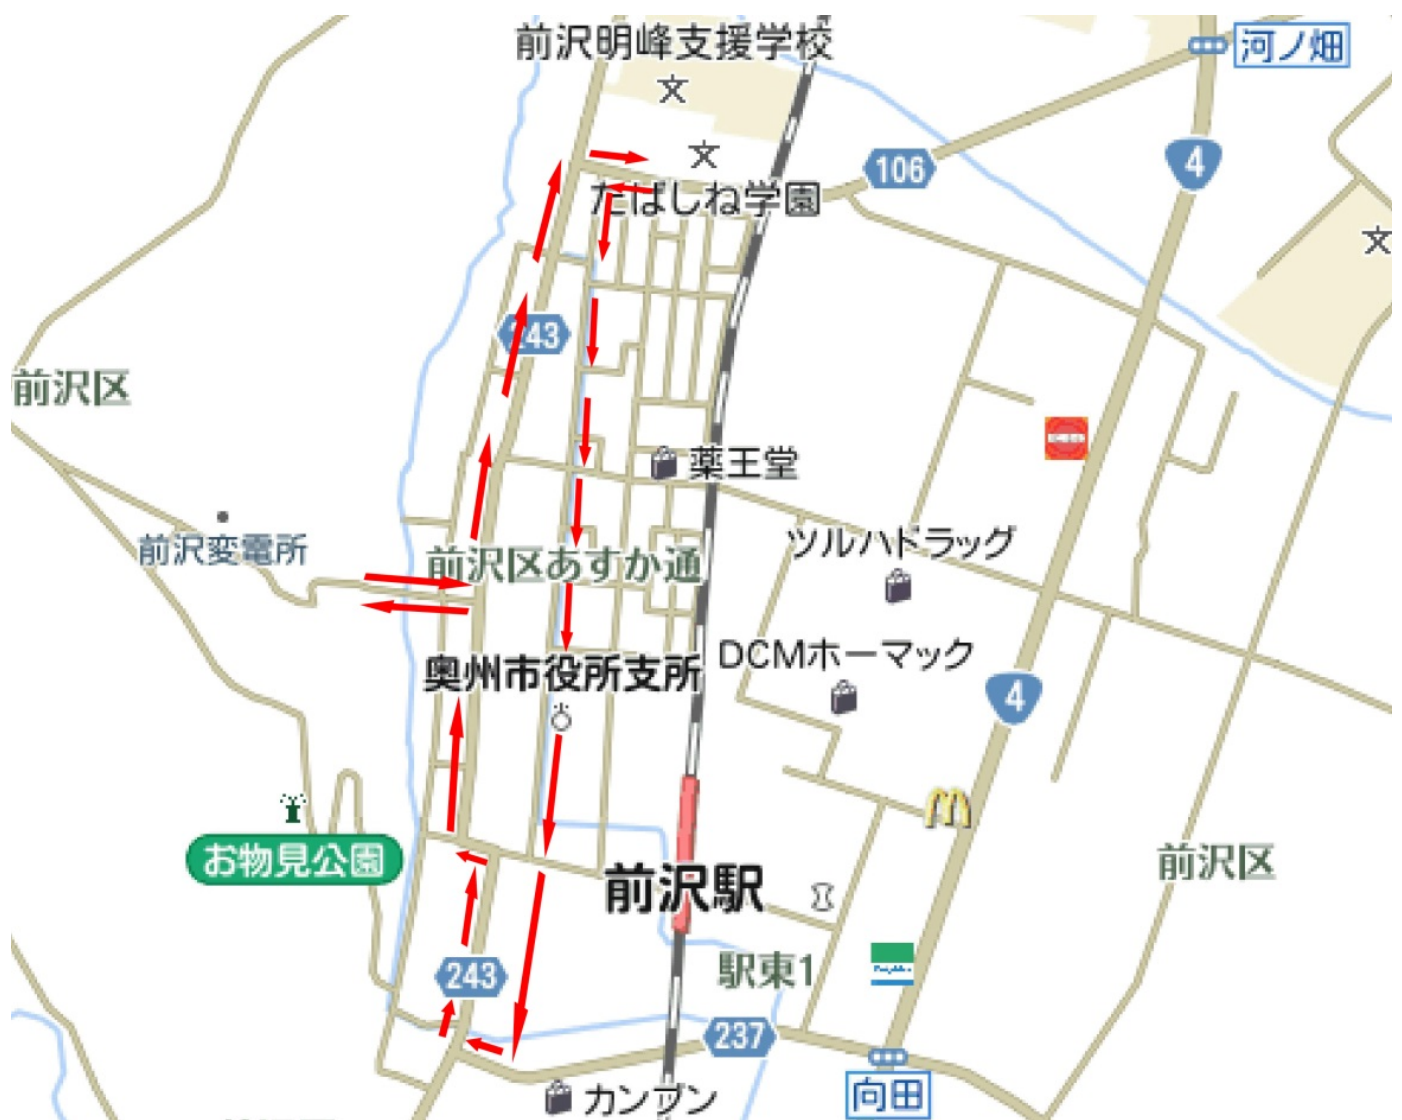 前沢明峰支援学校
河ノ畑
106
4
たばしね学園
243
前沢区
薬王堂
前沢変電所
前沢区あすか通
ツルハドラッグ
奥州市役所支所
DCMホーマック
4
お物見公園
前沢駅
前沢区
243
駅東1
237
向田
カンブン